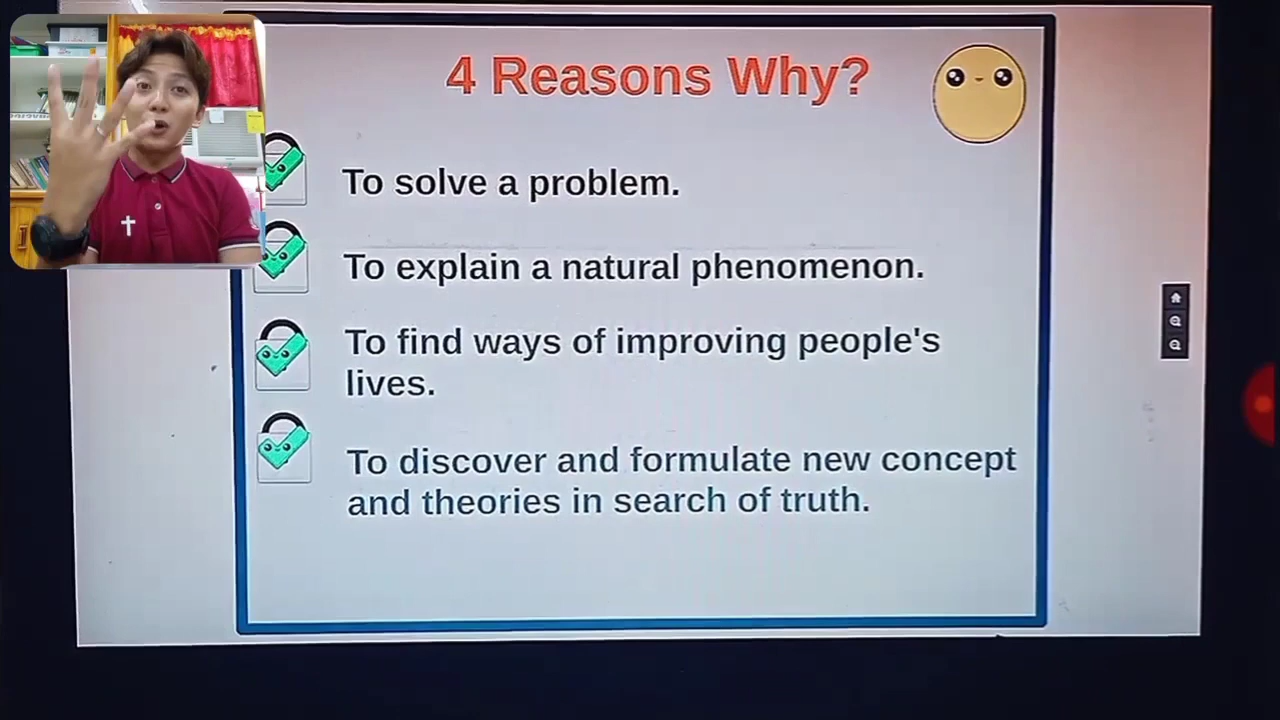 4 Reasons Why?
To solve a problem.
To explain a natural phenomenon.
To find ways of improving people's
lives.
To discover and formulate new concept
and theories in search of truth.